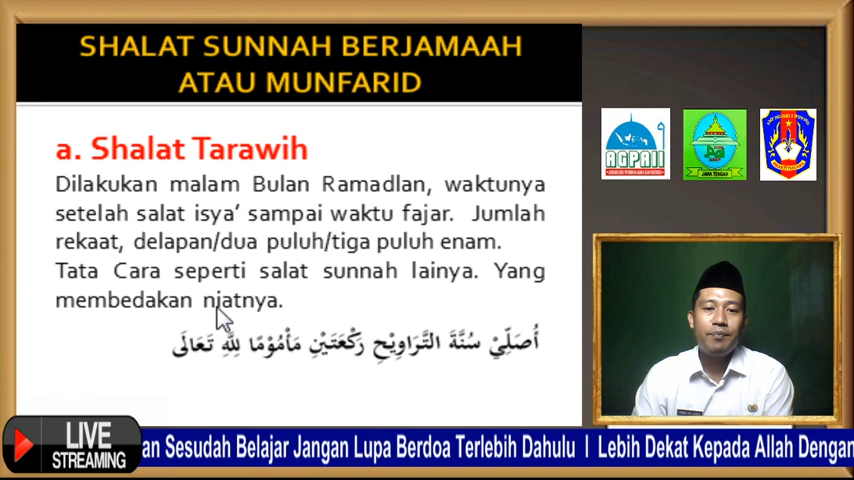 SHALAT SUNNAH BERJAMAAH
ATAU MUNFARID
a. Shalat Tarawih
Dilakukan malam Bulan Ramadlan, waktunya
setelah salat isya’ sampai waktu fajar. Jumlah
rekaat, delapan/dua puluh/tiga puluh enam.
Tata Cara seperti salat sunnah lainya. Yang
membedakan niatnya.
أُصَلِّيْ سُنَّةَ التَّرَاوِيْحِ رَكْعَتَيْنِ مَأْمُوْمًا لِلَّهِ تَعَالَى
AGPAII
JAWA TENGAH
LIVE
STREAMING
an Sesudah Belajar Jangan Lupa Berdoa Terlebih Dahulu I Lebih Dekat Kepada Allah Dengan